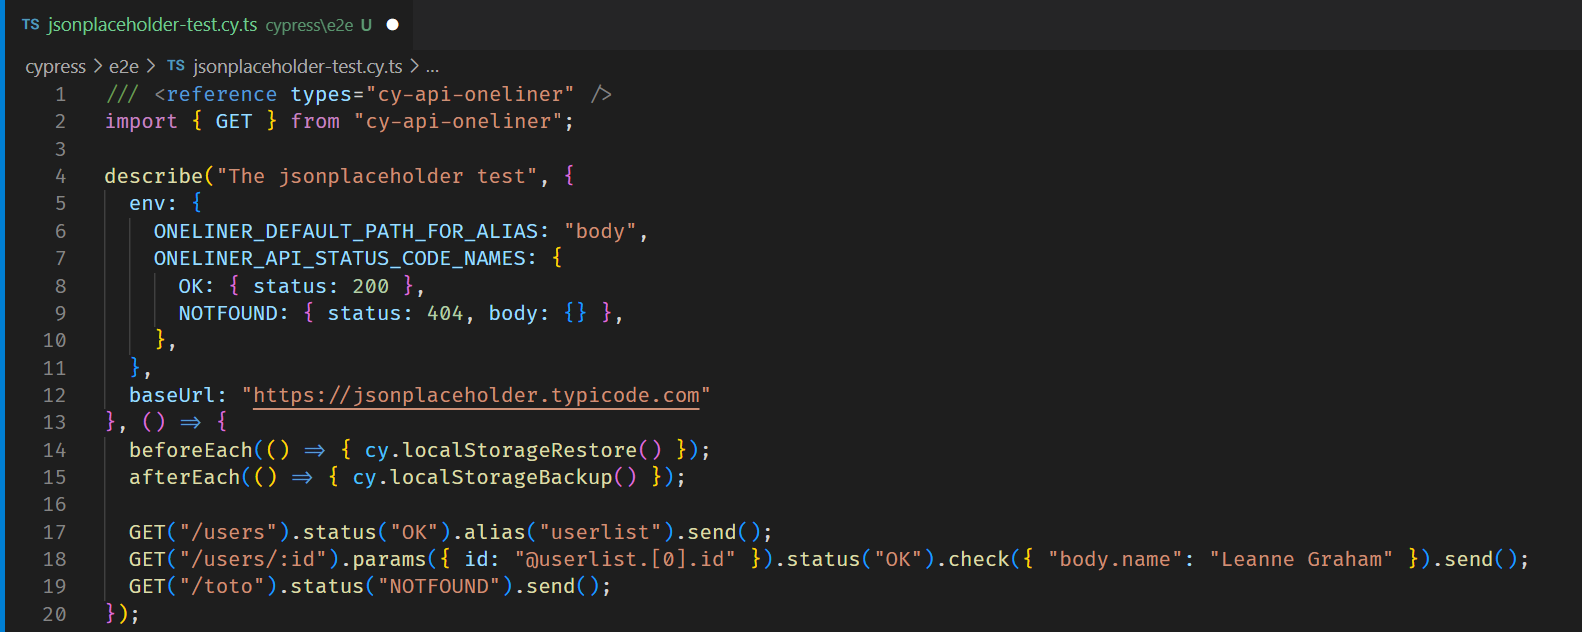 TS jsonplaceholder-test.cy.ts cypress\e2e U
cypress > e2e > TS jsonplaceholder-test.cy.ts > ...
1 /// <reference types="cy-api-oneliner" />
2 import { GET } from "cy-api-oneliner";
3
4 describe("The jsonplaceholder test", {
5   env: {
6     ONELINER_DEFAULT_PATH_FOR_ALIAS: "body",
7     ONELINER_API_STATUS_CODE_NAMES: {
8       OK: { status: 200 },
9       NOTFOUND: { status: 404, body: {} },
10     },
11   },
12   baseUrl: "https://jsonplaceholder.typicode.com"
13 }, () => {
14   beforeEach(() => { cy.localStorageRestore() });
15   afterEach(() => { cy.localStorageBackup() });
16
17   GET("/users").status("OK").alias("userlist").send();
18   GET("/users/:id").params({ id: "@userlist.[0].id" }).status("OK").check({ "body.name": "Leanne Graham" }).send();
19   GET("/toto").status("NOTFOUND").send();
20 });